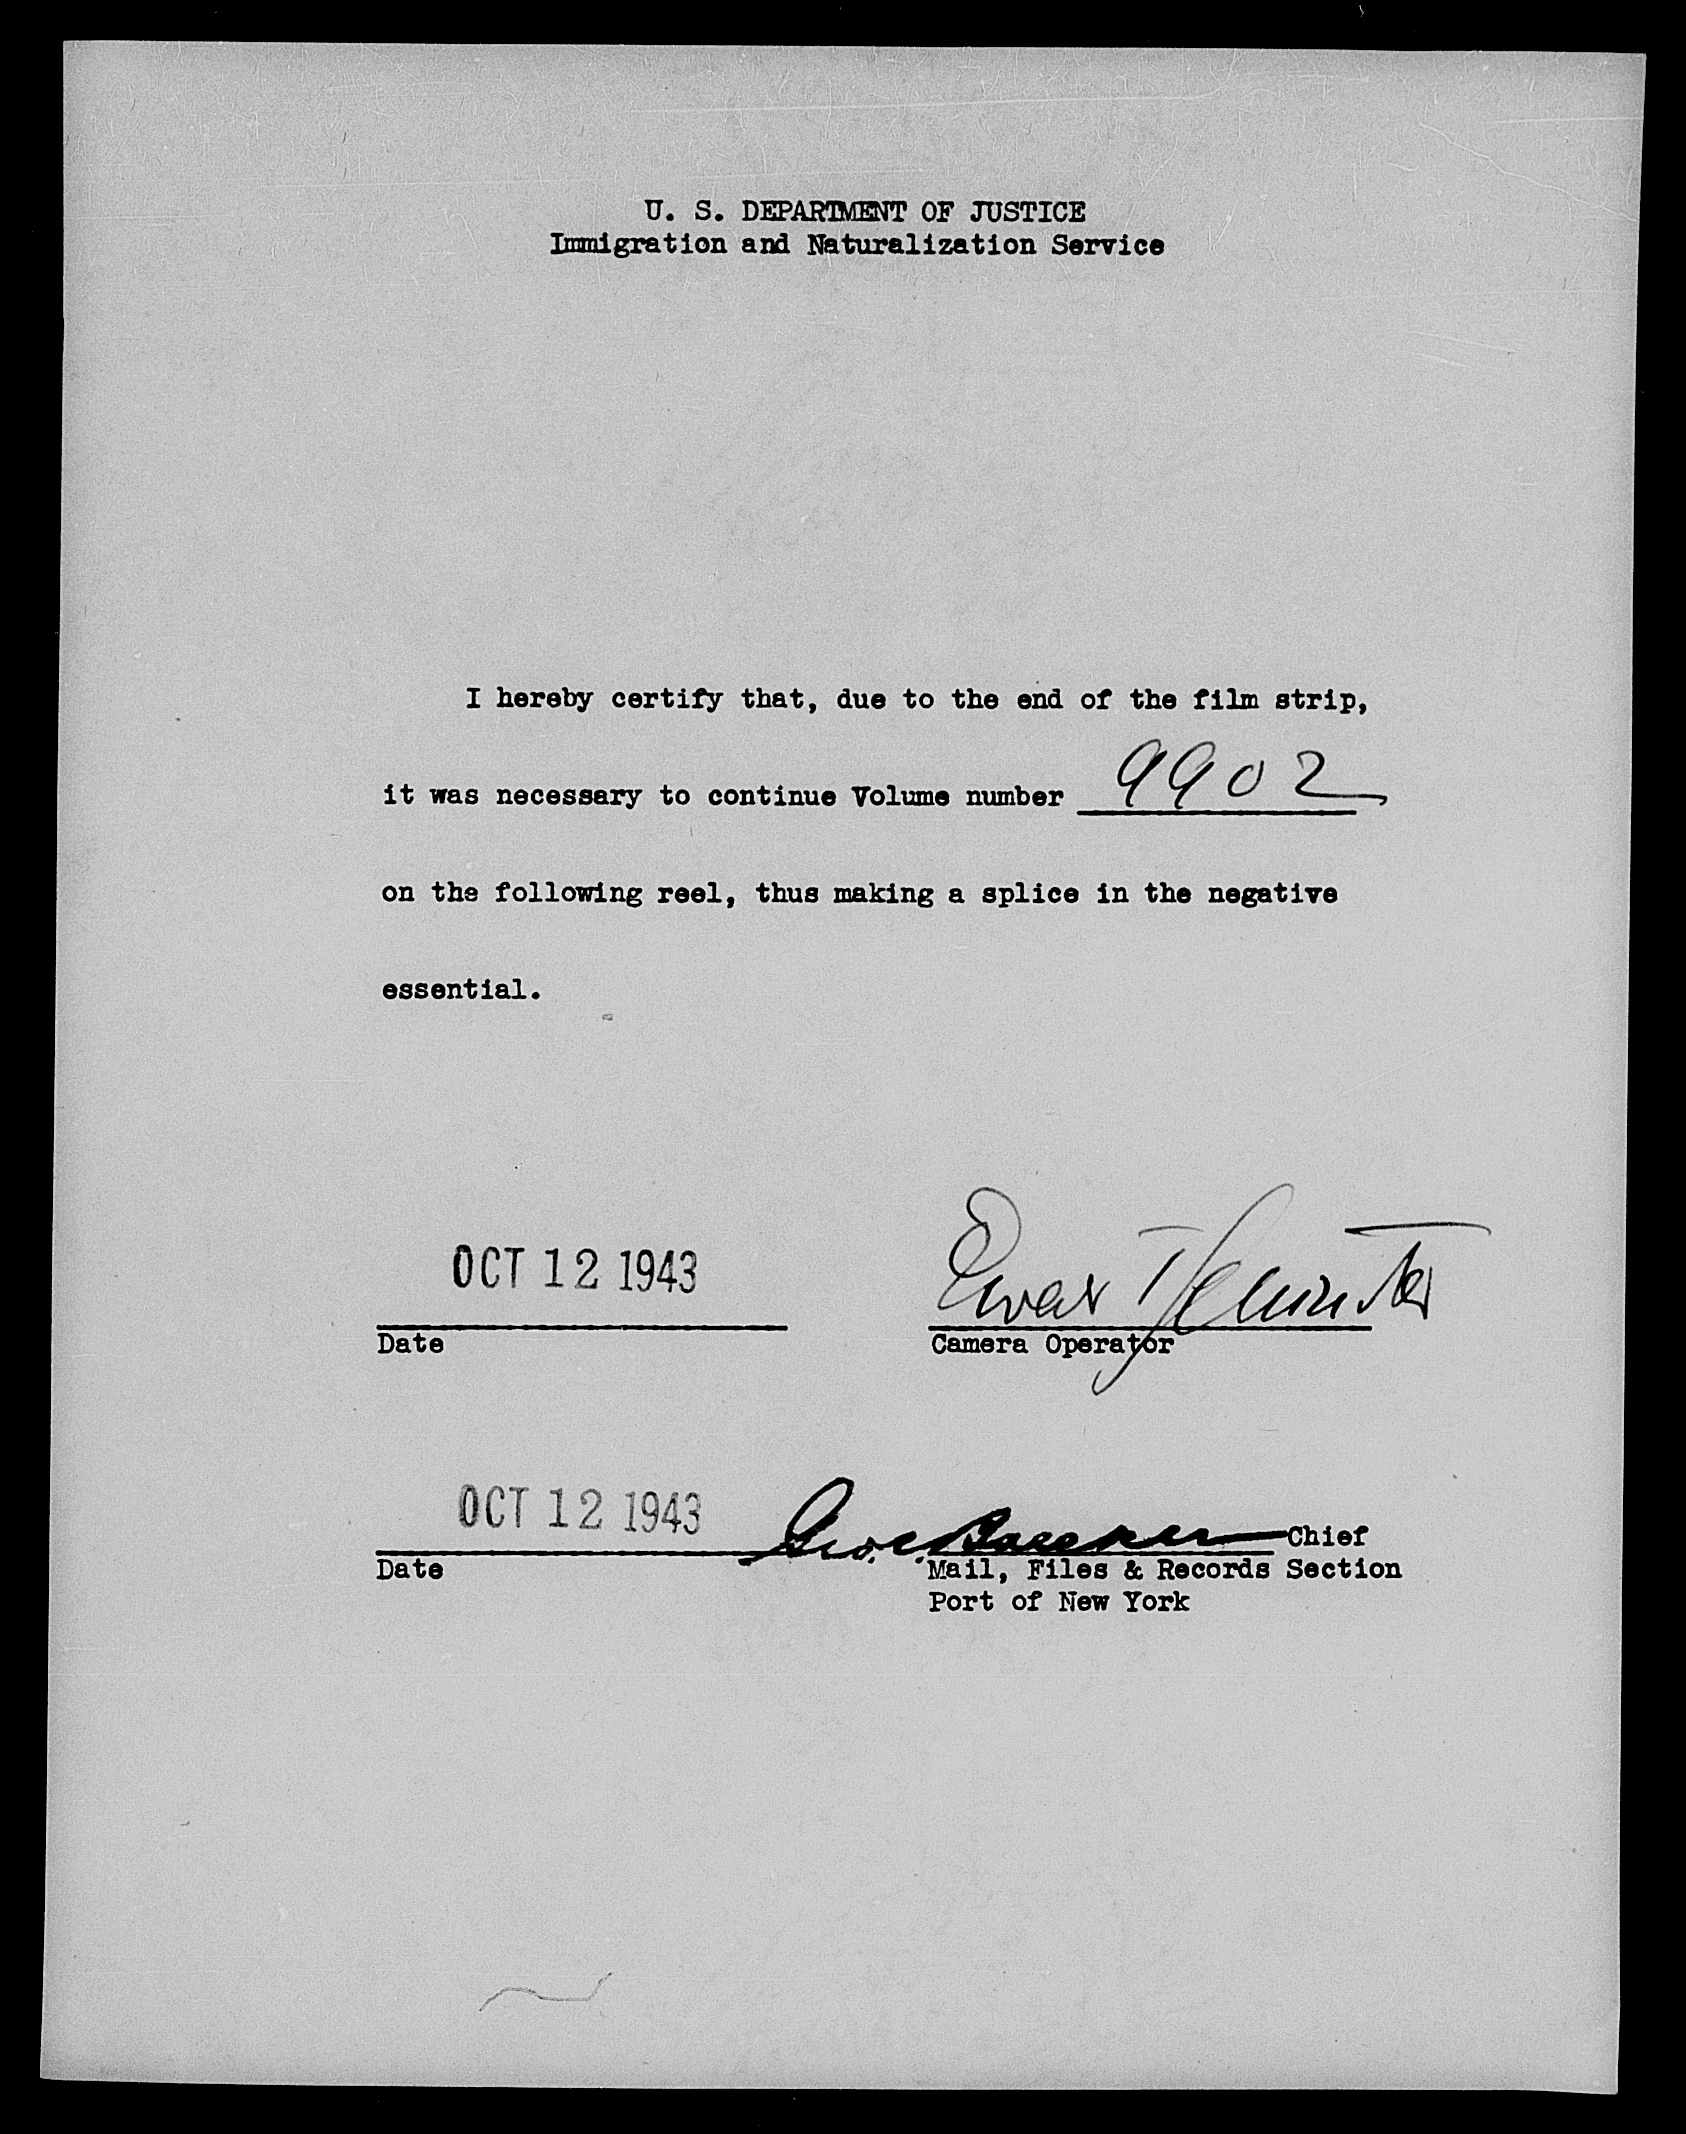 U. S. DEPARTMENT OF JUSTICE
Immigration and Naturalization Service
I hereby certify that, due to the end of the film strip,
it was necessary to continue Volume number 9902
on the following reel, thus making a splice in the negative
essential.
OCT 12 1943
Date
Camera Operator
OCT 12 1943
Geo. Chief
Date
Mail, Files & Records Section
Port of New York